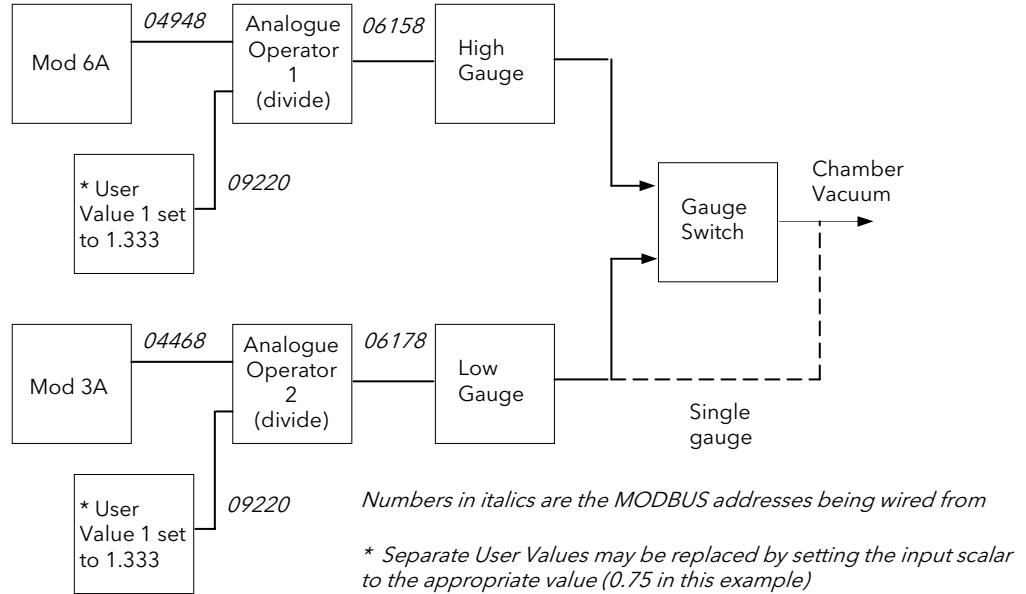 04948
06158
Mod 6A
Analogue
Operator
1
(divide)
High
Gauge
09220
* User
Value 1 set
to 1.333
Gauge
Switch
Chamber
Vacuum
04468
06178
Mod 3A
Analogue
Operator
2
(divide)
Low
Gauge
Single
gauge
09220
* User
Value 1 set
to 1.333
Numbers in italics are the MODBUS addresses being wired from
* Separate User Values may be replaced by setting the input scalar
to the appropriate value (0.75 in this example)